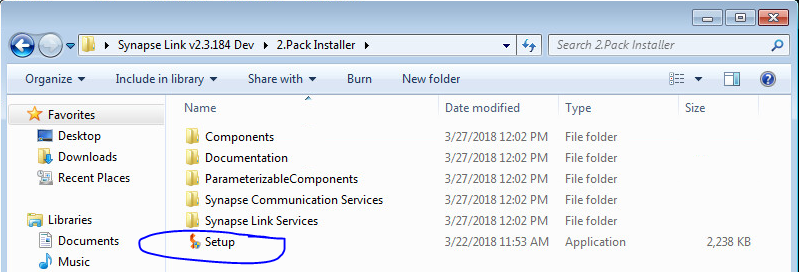 Synapse Link v2.3.184 Dev 2.Pack Installer Search 2.Pack Installer
Organize Include in library Share with Burn New folder
Favorites
Desktop
Downloads
Recent Places
Libraries
Documents
Music
Name Date modified Type Size
Components 3/27/2018 12:02 PM File folder
Documentation 3/27/2018 12:02 PM File folder
ParameterizableComponents 3/27/2018 12:02 PM File folder
Synapse Communication Services 3/27/2018 12:02 PM File folder
Synapse Link Services 3/27/2018 12:02 PM File folder
Setup 3/22/2018 11:53 AM Application 2,238 KB